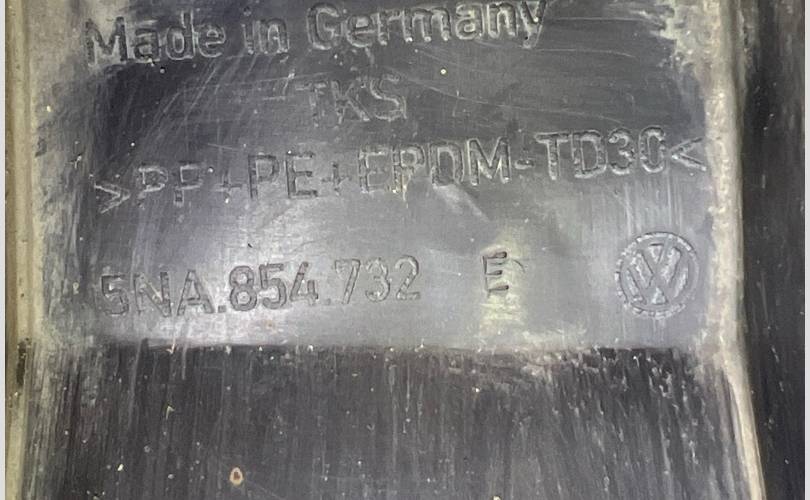 Made in Germany
TKS
>PP+PE+EPDM-TD30<
5NA.854.732 E